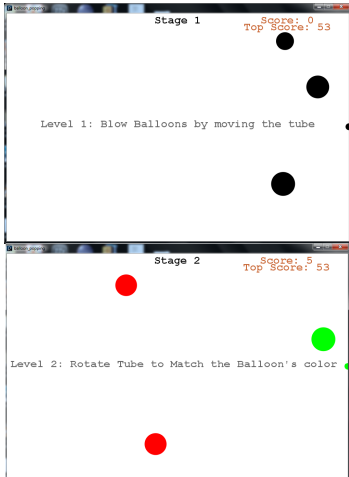 balloon_popping
Stage 1
Score: 0
Top Score: 53
Level 1: Blow Balloons by moving the tube
balloon_popping
Stage 2
Score: 5
Top Score: 53
Level 2: Rotate Tube to Match the Balloon's color